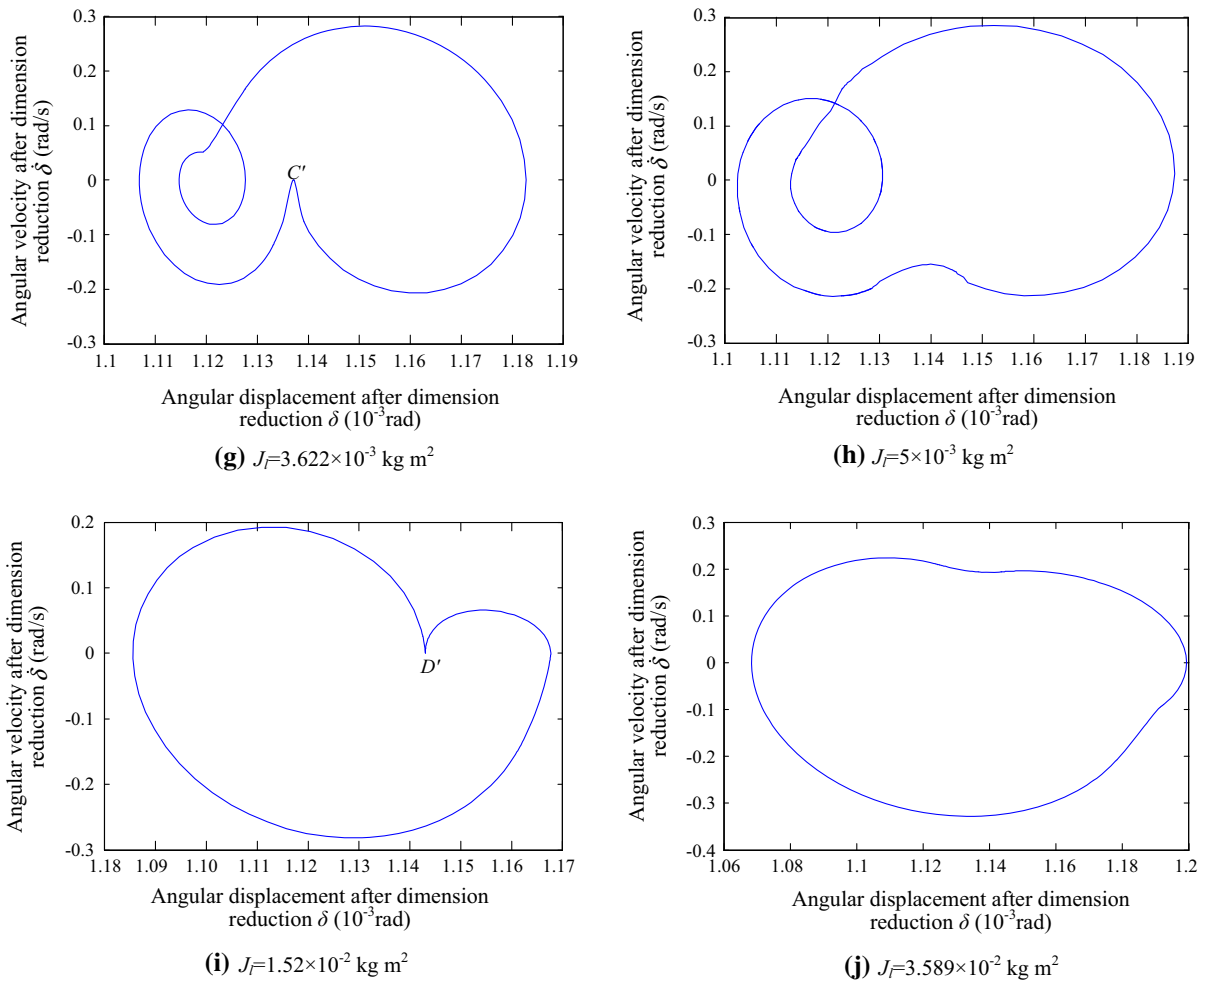 0.3
0.2
0.1
0
-0.1
-0.2
-0.3
Angular velocity after dimension
reduction δ̇ (rad/s)
C′
1.1 1.11 1.12 1.13 1.14 1.15 1.16 1.17 1.18 1.19
Angular displacement after dimension
reduction δ (10⁻³rad)
(g) Jₗ=3.622×10⁻³ kg m²
0.3
0.2
0.1
0
-0.1
-0.2
-0.3
Angular velocity after dimension
reduction δ̇ (rad/s)
1.1 1.11 1.12 1.13 1.14 1.15 1.16 1.17 1.18 1.19
Angular displacement after dimension
reduction δ (10⁻³rad)
(h) Jₗ=5×10⁻³ kg m²
0.2
0.1
0
-0.1
-0.2
-0.3
Angular velocity after dimension
reduction δ̇ (rad/s)
D′
1.18 1.09 1.10 1.11 1.12 1.13 1.14 1.15 1.16 1.17
Angular displacement after dimension
reduction δ (10⁻³rad)
(i) Jₗ=1.52×10⁻² kg m²
0.3
0.2
0.1
0
-0.1
-0.2
-0.3
-0.4
Angular velocity after dimension
reduction δ̇ (rad/s)
1.06 1.08 1.1 1.12 1.14 1.16 1.18 1.2
Angular displacement after dimension
reduction δ (10⁻³rad)
(j) Jₗ=3.589×10⁻² kg m²